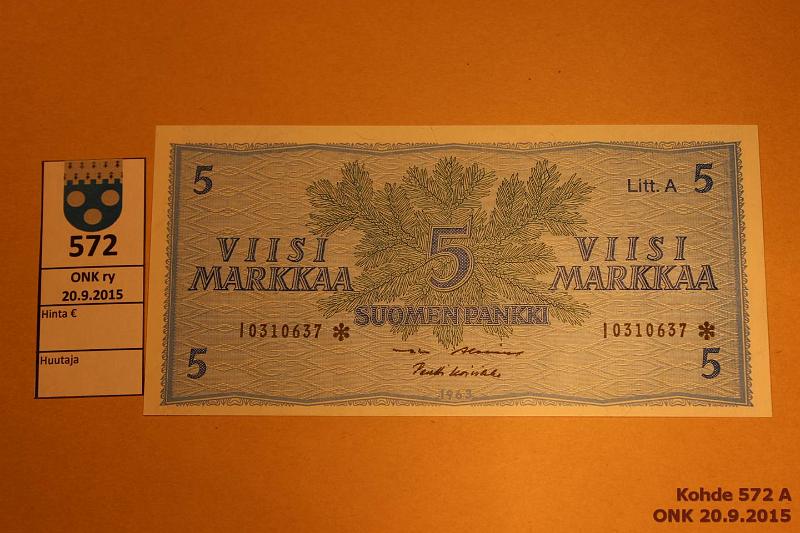 572
ONK ry
20.9.2015
Hinta €
Huutaja
5
Litt. A 5
VIISI
MARKKAA
5
VIISI
MARKKAA
SUOMEN PANKKI
I0310637 *
I0310637 *
5
5
1963
Kohde 572 A
ONK 20.9.2015